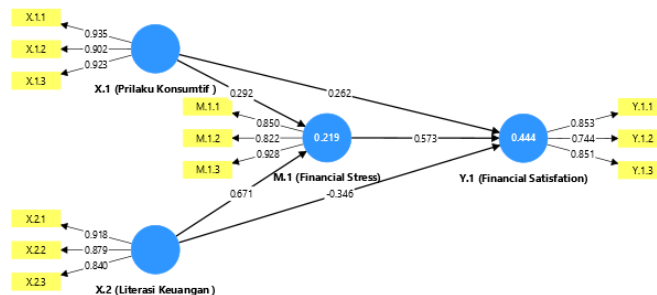 X.1.1
0.935
X.1.2
0.902
0.923
X.1.3
X.1 (Prilaku Konsumtif )
0.292
0.262
M.1.1
0.850
Y.1.1
0.853
M.1.2
0.822
0.219
0.573
0.444
0.744
Y.1.2
0.928
0.851
M.1.3
Y.1.3
M.1 (Financial Stress)
Y.1 (Financial Satisfation)
0.671
-0.346
X.2.1
0.918
X.2.2
0.879
0.840
X.2.3
X.2 (Literasi Keuangan )